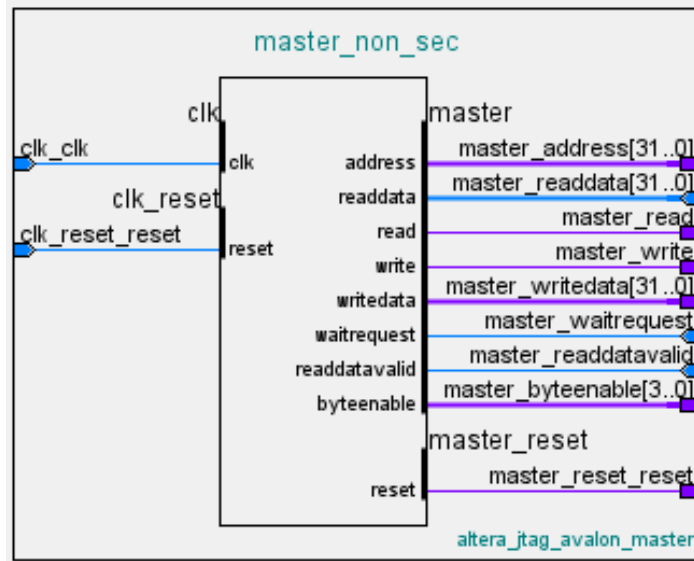 master_non_sec
clk
master
clk_clk
clk
address
master_address[31..0]
readdata
master_readdata[31..0]
clk_reset
read
master_read
clk_reset_reset
reset
write
master_write
writedata
master_writedata[31..0]
waitrequest
master_waitrequest
readdatavalid
master_readdatavalid
byteenable
master_byteenable[3..0]
master_reset
reset
master_reset_reset
altera_jtag_avalon_master